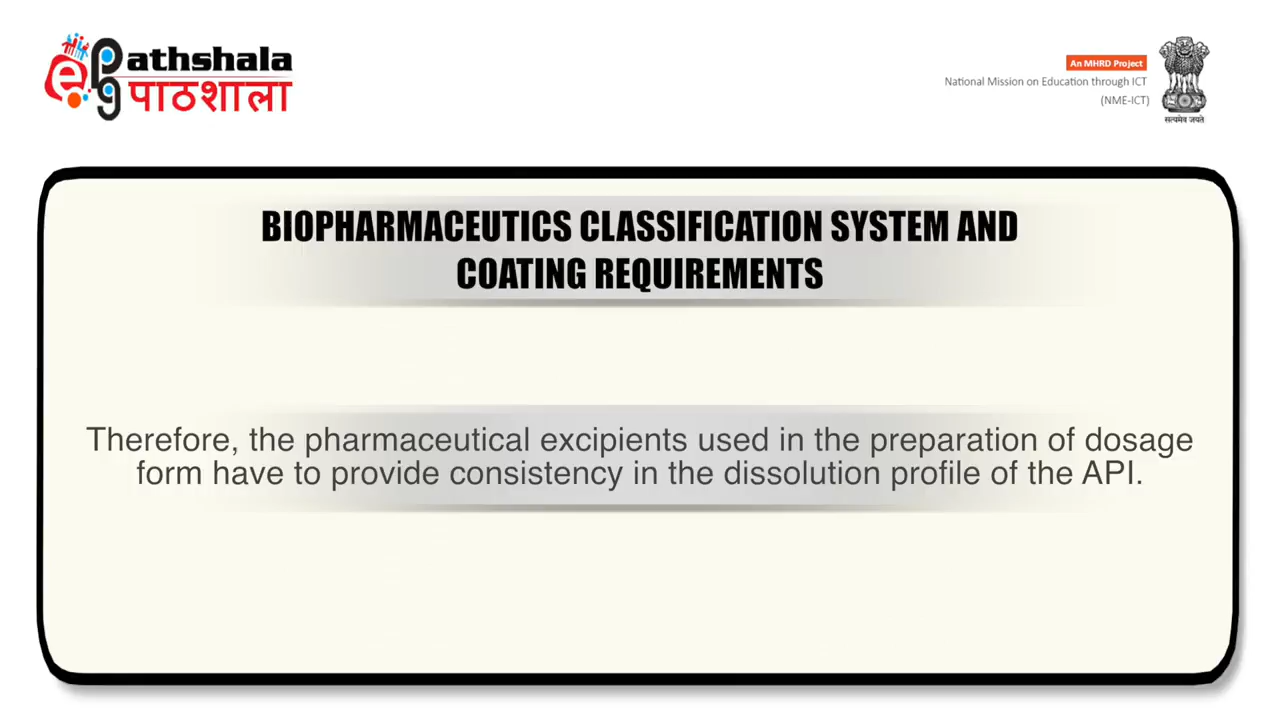 e pg Pathshala
पाठशाला
An MHRD Project
National Mission on Education through ICT
(NME-ICT)
सत्यमेव जयते
BIOPHARMACEUTICS CLASSIFICATION SYSTEM AND
COATING REQUIREMENTS
Therefore, the pharmaceutical excipients used in the preparation of dosage
form have to provide consistency in the dissolution profile of the API.